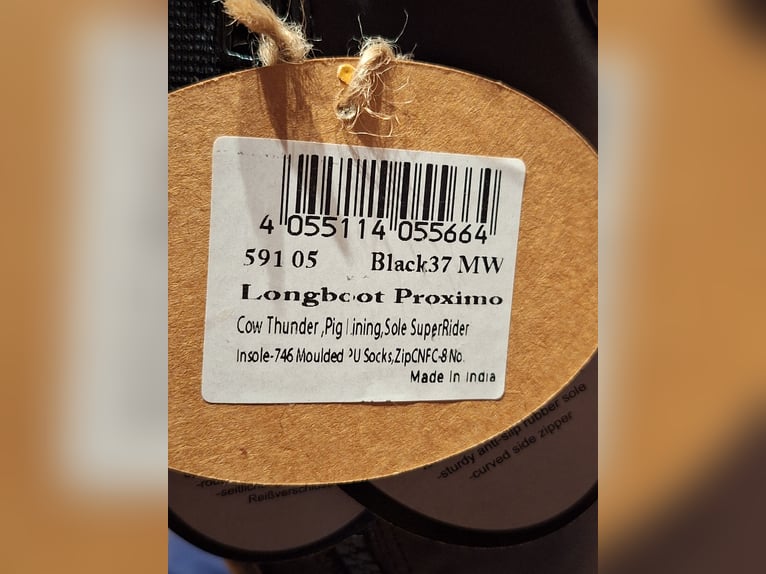 4 055114 055664
591 05 Black37 MW
Longboot Proximo
Cow Thunder ,Pig Lining,Sole SuperRider
Insole-746 Moulded PU Socks,ZipCNFC-8 No.
Made In India
-sturdy anti-slip rubber sole
-curved side zipper
-seitlich
Reißverschluss